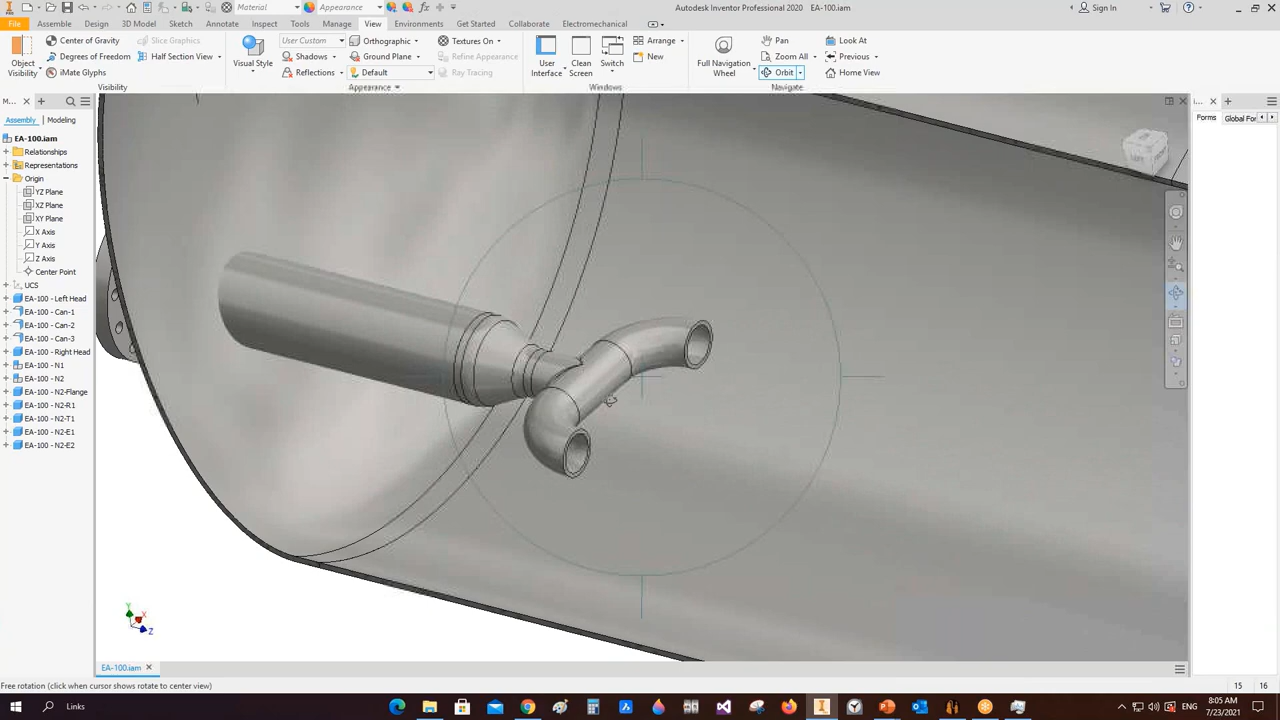 Material
Appearance
Autodesk Inventor Professional 2020 EA-100.iam
Sign In
File Assembly Design 3D Model Sketch Annotate Inspect Tools Manage View Environments Get Started Collaborate Electromechanical
Object Visibility
Center of Gravity
Degrees of Freedom
iMate Glyphs
Slice Graphics
Half Section View
Visibility
Visual Style
User Custom
Shadows
Reflections
Orthographic
Ground Plane
Default
Textures On
Refine Appearance
Ray Tracing
Appearance
User Interface
Clean Screen
Switch
Arrange
New
Windows
Full Navigation Wheel
Pan
Zoom All
Orbit
Look At
Previous
Home View
Navigate
M...
Assembly Modeling
EA-100.iam
Relationships
Representations
Origin
YZ Plane
XZ Plane
XY Plane
X Axis
Y Axis
Z Axis
Center Point
UCS
EA-100 - Left Head
EA-100 - Can-1
EA-100 - Can-2
EA-100 - Can-3
EA-100 - Right Head
EA-100 - N1
EA-100 - N2
EA-100 - N2-Flange
EA-100 - N2-R1
EA-100 - N2-T1
EA-100 - N2-E1
EA-100 - N2-E2
I...
Forms Global For
Y
X
Z
EA-100.iam
Free rotation (click when cursor shows rotate to center view)
15 16
Links
ENG
8:05 AM
7/23/2021